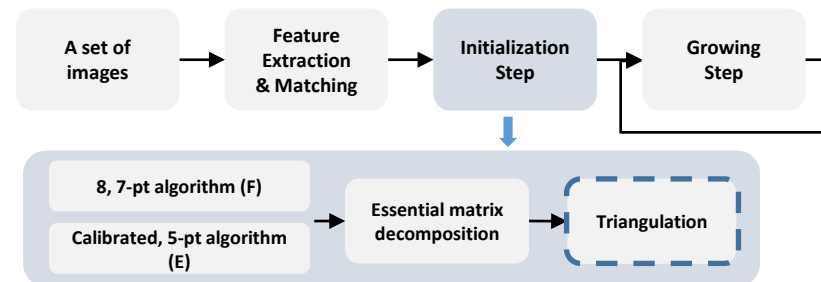 A set of
images
Feature
Extraction
& Matching
Initialization
Step
Growing
Step
8, 7-pt algorithm (F)
Calibrated, 5-pt algorithm
(E)
Essential matrix
decomposition
Triangulation